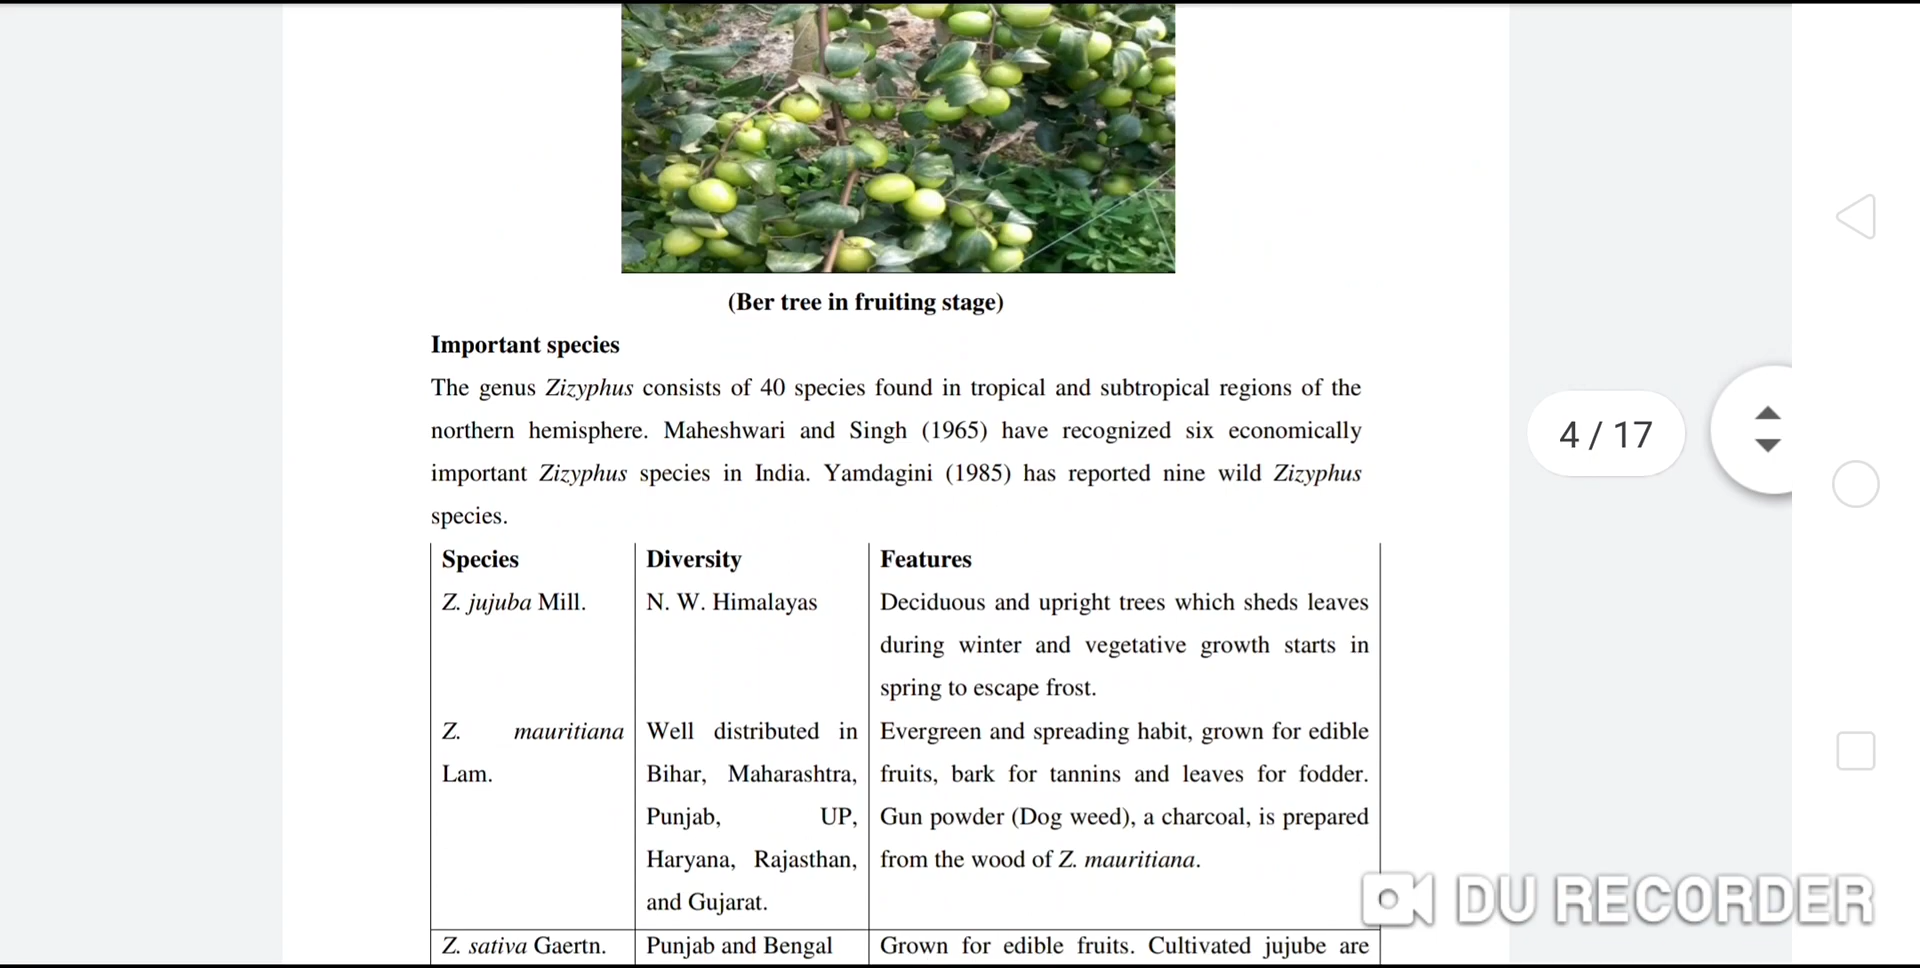 (Ber tree in fruiting stage)
Important species
The genus Zizyphus consists of 40 species found in tropical and subtropical regions of the
northern hemisphere. Maheshwari and Singh (1965) have recognized six economically
important Zizyphus species in India. Yamdagini (1985) has reported nine wild Zizyphus
species.
Species Diversity Features
Z. jujuba Mill. N. W. Himalayas Deciduous and upright trees which sheds leaves
during winter and vegetative growth starts in
spring to escape frost.
Z. mauritiana Well distributed in Evergreen and spreading habit, grown for edible
Lam. Bihar, Maharashtra, fruits, bark for tannins and leaves for fodder.
Punjab, UP, Gun powder (Dog weed), a charcoal, is prepared
Haryana, Rajasthan, from the wood of Z. mauritiana.
and Gujarat.
Z. sativa Gaertn. Punjab and Bengal Grown for edible fruits. Cultivated jujube are
4 / 17
DU RECORDER